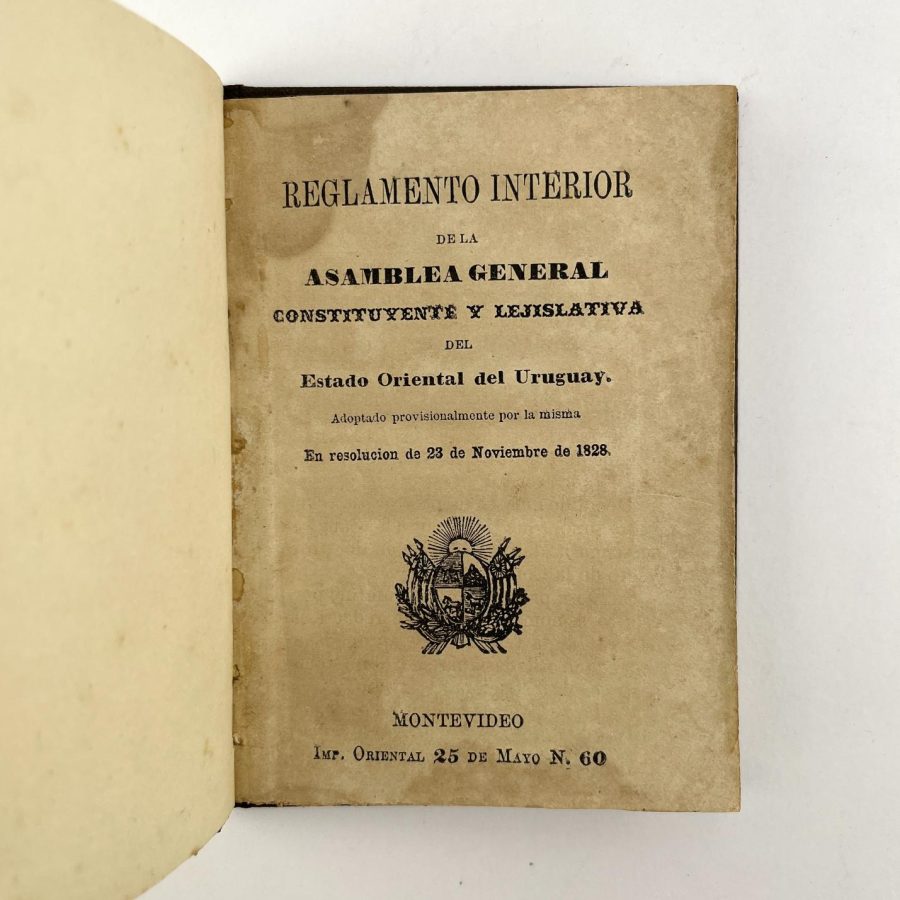 REGLAMENTO INTERIOR
DE LA
ASAMBLEA GENERAL
CONSTITUYENTE Y LEJISLATIVA
DEL
Estado Oriental del Uruguay.
Adoptado provisionalmente por la misma
En resolucion de 23 de Noviembre de 1828.
MONTEVIDEO
IMP. ORIENTAL 25 DE MAYO N. 60